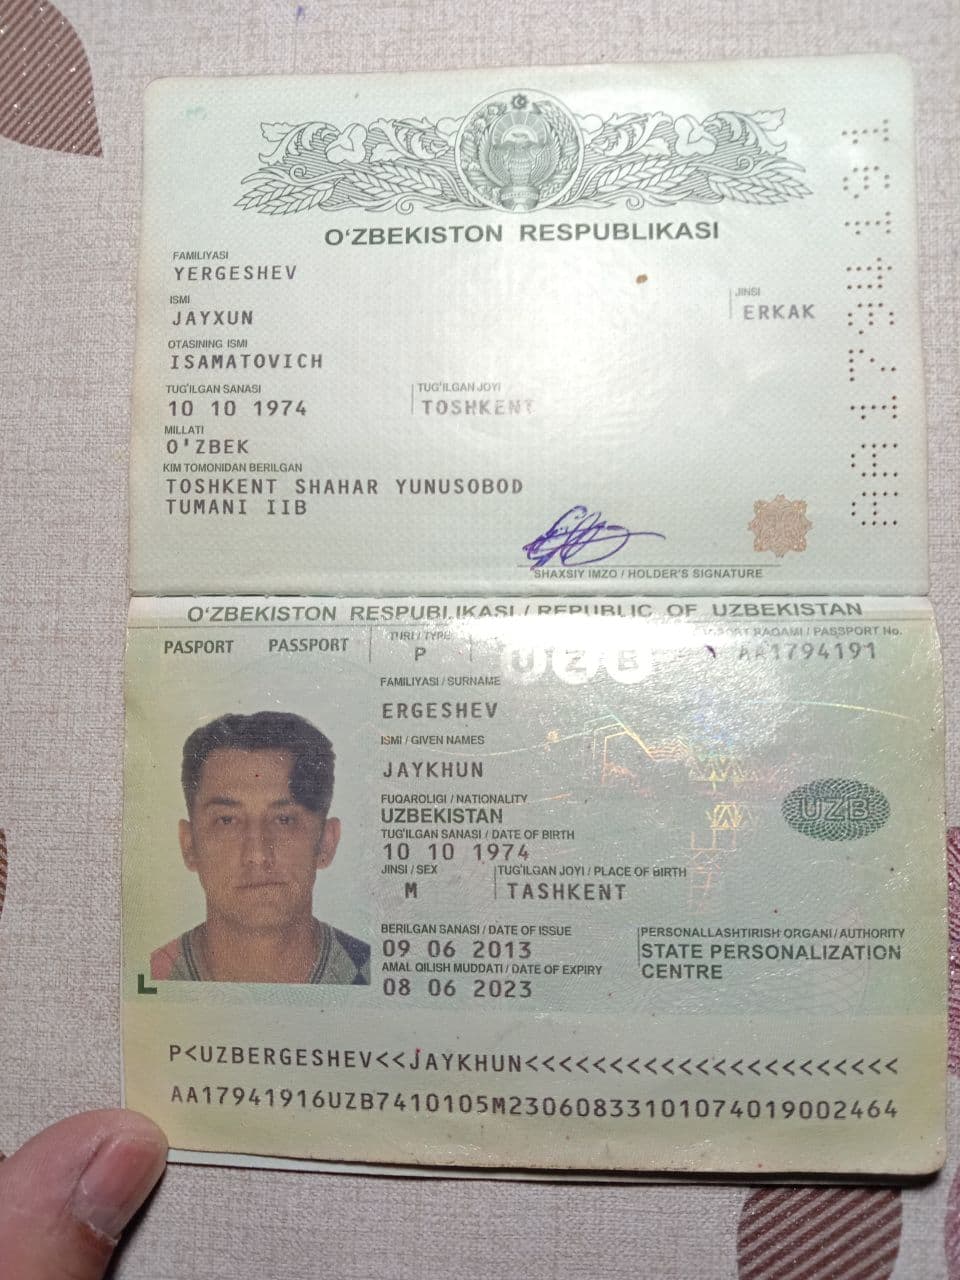 O‘ZBEKISTON RESPUBLIKASI
FAMILIYASI
YERGESHEV
ISMI
JAYXUN
JINSI
ERKAK
OTASINING ISMI
ISAMATOVICH
TUG'ILGAN SANASI
10 10 1974
TUG'ILGAN JOYI
TOSHKENT
MILLATI
O'ZBEK
KIM TOMONIDAN BERILGAN
TOSHKENT SHAHAR YUNUSOBOD
TUMANI IIB
SHAXSIY IMZO / HOLDER'S SIGNATURE
O‘ZBEKISTON RESPUBLIKASI / REPUBLIC OF UZBEKISTAN
PASPORT PASSPORT
TURI / TYPE
P
UZB
RAQAMI / PASSPORT No.
AA1794191
FAMILIYASI / SURNAME
ERGESHEV
ISMI / GIVEN NAMES
JAYKHUN
FUQAROLIGI / NATIONALITY
UZBEKISTAN
TUG'ILGAN SANASI / DATE OF BIRTH
10 10 1974
JINSI / SEX
M
TUG'ILGAN JOYI / PLACE OF BIRTH
TASHKENT
UZB
BERILGAN SANASI / DATE OF ISSUE
09 06 2013
AMAL QILISH MUDDATI / DATE OF EXPIRY
08 06 2023
PERSONALLASHTIRISH ORGANI / AUTHORITY
STATE PERSONALIZATION
CENTRE
P<UZBERGESHEV<<JAYKHUN<<<<<<<<<<<<<<<<<<<<<<
AA17941916UZB7410105M23060833101074019002464